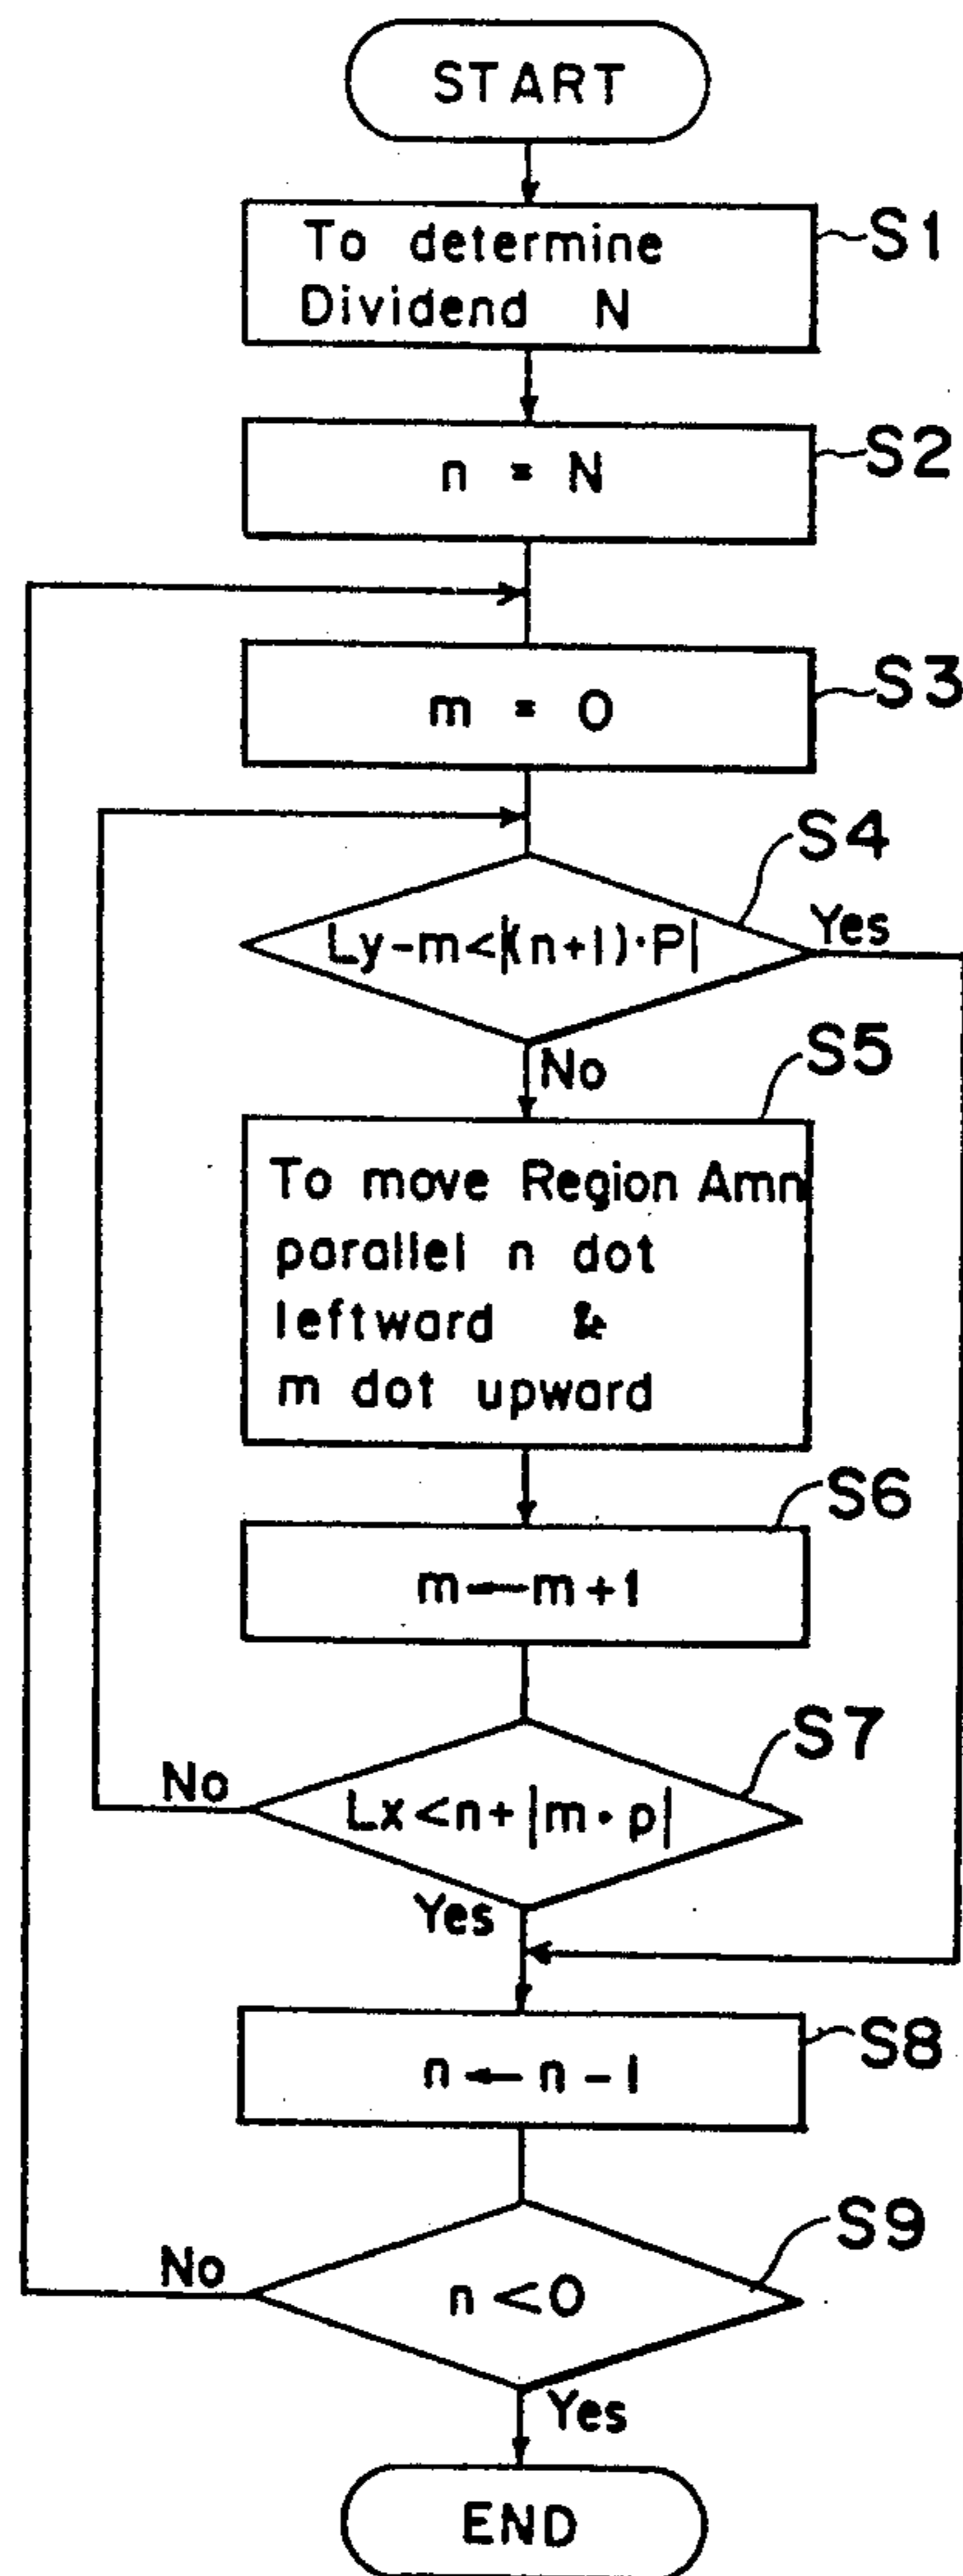 START
To determine
Dividend N
S1
n = N
S2
m = 0
S3
S4
Ly-m<|(n+1)·P|
Yes
No
S5
To move Region Amn
parallel n dot
leftward &
m dot upward
S6
m←m+1
S7
No
Lx<n+|m·p|
Yes
S8
n←n-1
S9
No
n<0
Yes
END